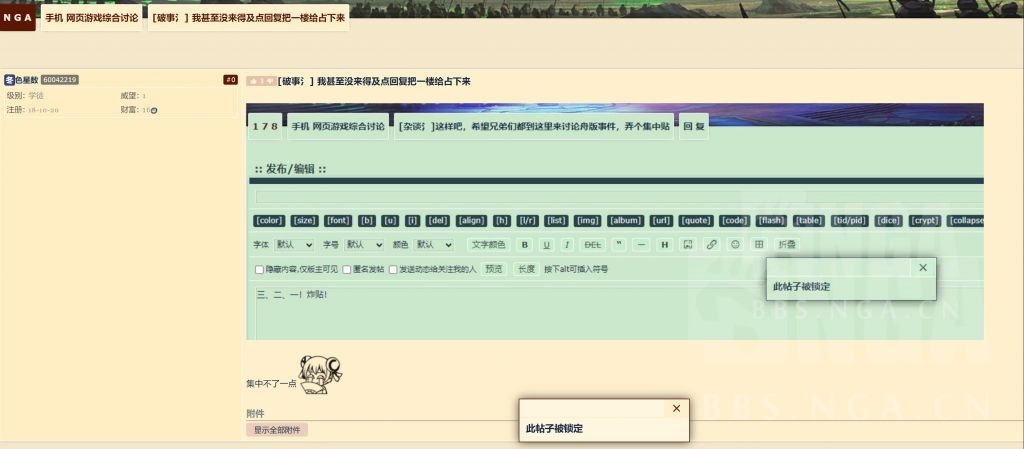 NGA 手机 网页游戏综合讨论 [破事氵] 我甚至没来得及点回复把一楼给占下来
冬色星数 60042219 #0
级别: 学徒 威望: 1
注册: 18-10-20 财富: 16
3 [破事氵] 我甚至没来得及点回复把一楼给占下来
178 手机 网页游戏综合讨论 [杂谈氵]这样吧，希望兄弟们都到这里来讨论舟版事件，弄个集中贴 回 复
:: 发布/编辑 ::
[color] [size] [font] [b] [u] [i] [del] [align] [h] [l/r] [list] [img] [album] [url] [quote] [code] [flash] [table] [tid/pid] [dice] [crypt] [collapse
字体 默认 字号 默认 颜色 默认 文字颜色 B U I DEL " — H 折叠
隐藏内容,仅版主可见 匿名发帖 发送动态给关注我的人 预览 长度 按下alt可插入符号
三、二、一！炸贴！
×
此帖子被锁定
BBS.NGA.CN
集中不了一点
附件
显示全部附件
×
此帖子被锁定
NGA
BBS.NGA.CN